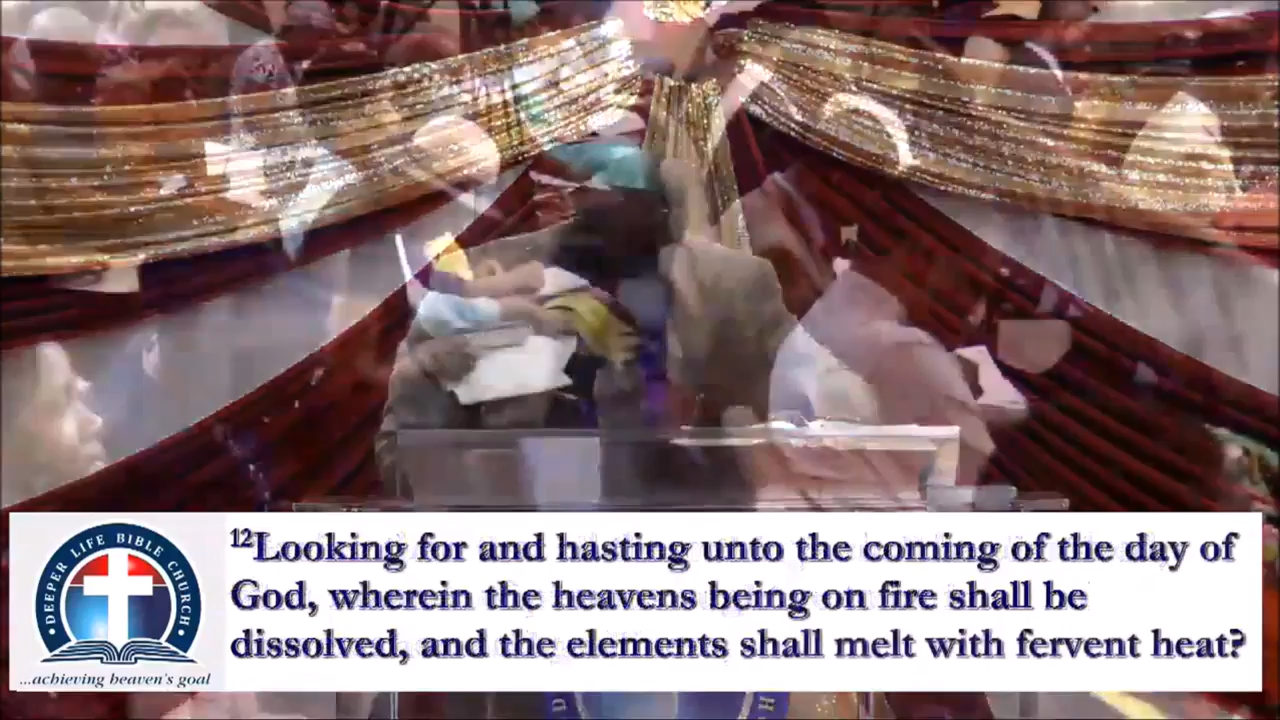 ¹²Looking for and hasting unto the coming of the day of
God, wherein the heavens being on fire shall be
dissolved, and the elements shall melt with fervent heat?
DEEPER LIFE BIBLE CHURCH
...achieving heaven's goal
D H